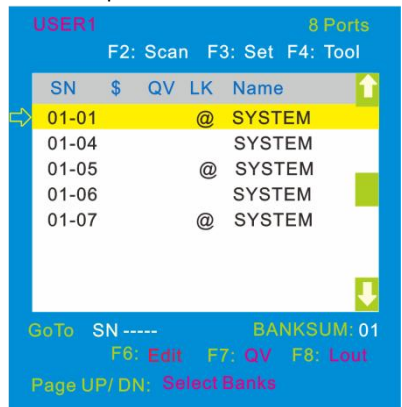 USER1 8 Ports
F2: Scan F3: Set F4: Tool
SN $ QV LK Name
01-01 @ SYSTEM
01-04 SYSTEM
01-05 @ SYSTEM
01-06 SYSTEM
01-07 @ SYSTEM
GoTo SN ----- BANKSUM: 01
F6: Edit F7: QV F8: Lout
Page UP/ DN: Select Banks